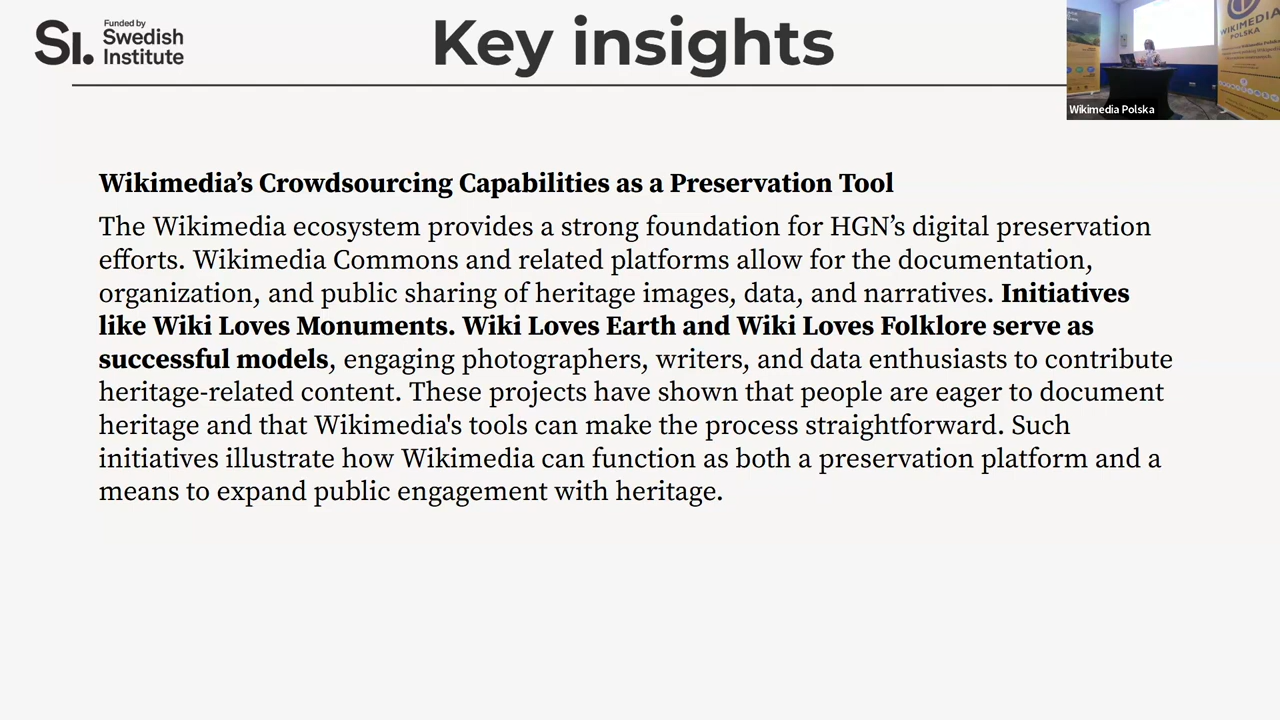 Funded by
Swedish
Institute
SI.
Key insights
WIKIMEDIA
POLSKA
Wikimedia Polska
Wikimedia’s Crowdsourcing Capabilities as a Preservation Tool
The Wikimedia ecosystem provides a strong foundation for HGN’s digital preservation
efforts. Wikimedia Commons and related platforms allow for the documentation,
organization, and public sharing of heritage images, data, and narratives. Initiatives
like Wiki Loves Monuments. Wiki Loves Earth and Wiki Loves Folklore serve as
successful models, engaging photographers, writers, and data enthusiasts to contribute
heritage-related content. These projects have shown that people are eager to document
heritage and that Wikimedia's tools can make the process straightforward. Such
initiatives illustrate how Wikimedia can function as both a preservation platform and a
means to expand public engagement with heritage.